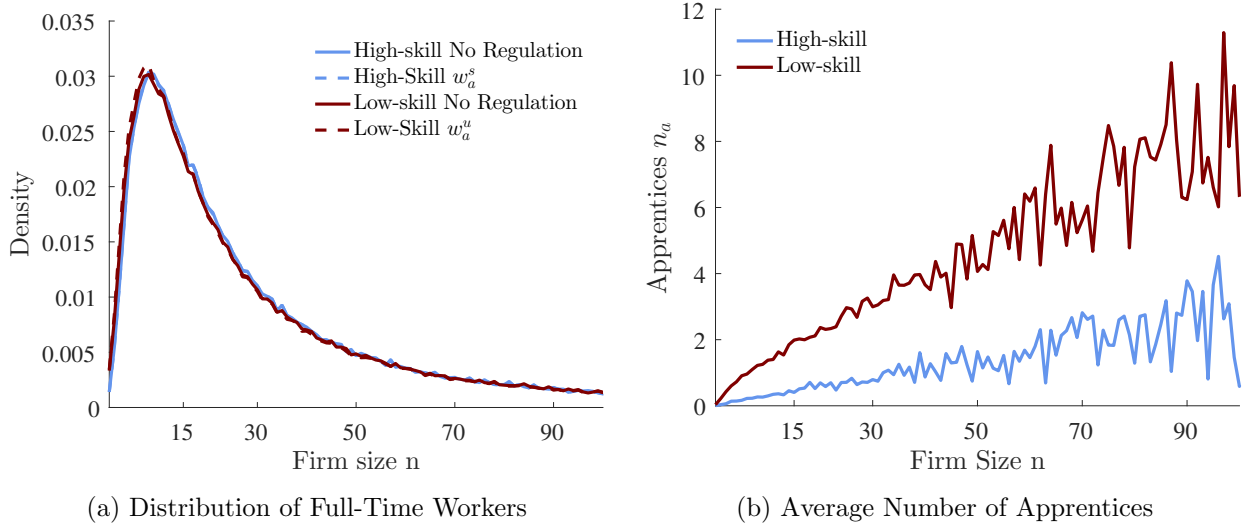 0.035
0.03
0.025
0.02
0.015
0.01
0.005
0
Density
High-skill No Regulation
High-Skill $w_a^s$
Low-skill No Regulation
Low-Skill $w_a^u$
15 30 50 70 90
Firm size n
(a) Distribution of Full-Time Workers
12
10
8
6
4
2
0
Apprentices $n_a$
High-skill
Low-skill
15 30 50 70 90
Firm Size n
(b) Average Number of Apprentices